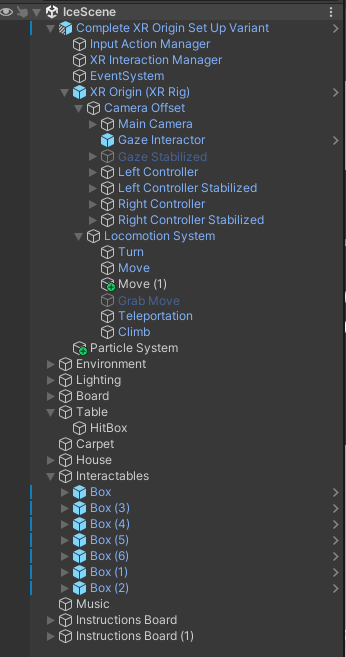 IceScene
Complete XR Origin Set Up Variant
Input Action Manager
XR Interaction Manager
EventSystem
XR Origin (XR Rig)
Camera Offset
Main Camera
Gaze Interactor
Gaze Stabilized
Left Controller
Left Controller Stabilized
Right Controller
Right Controller Stabilized
Locomotion System
Turn
Move
Move (1)
Grab Move
Teleportation
Climb
Particle System
Environment
Lighting
Board
Table
HitBox
Carpet
House
Interactables
Box
Box (3)
Box (4)
Box (5)
Box (6)
Box (1)
Box (2)
Music
Instructions Board
Instructions Board (1)